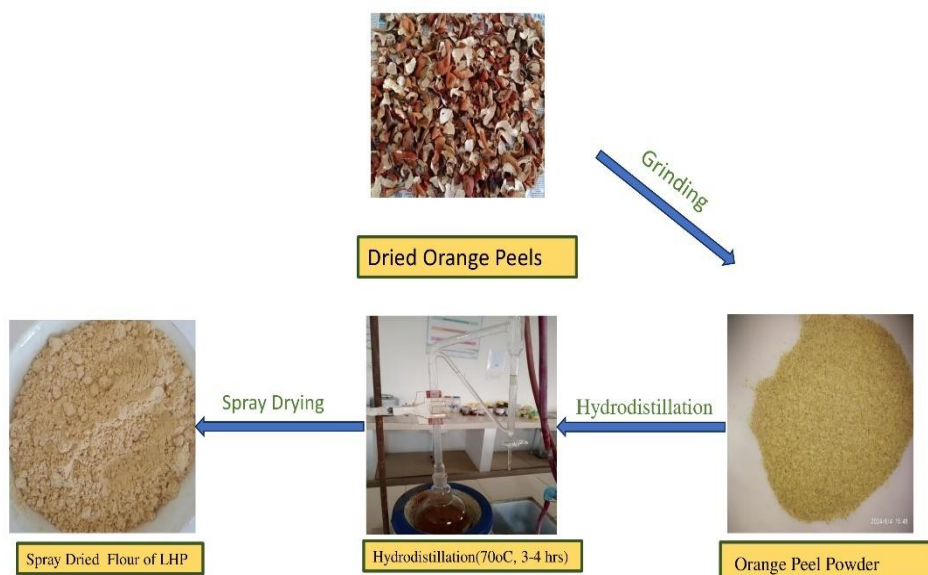 Grinding
Dried Orange Peels
Spray Drying
Hydrodistillation
Spray Dried Flour of LHP
Hydrodistillation(70oC, 3-4 hrs)
Orange Peel Powder